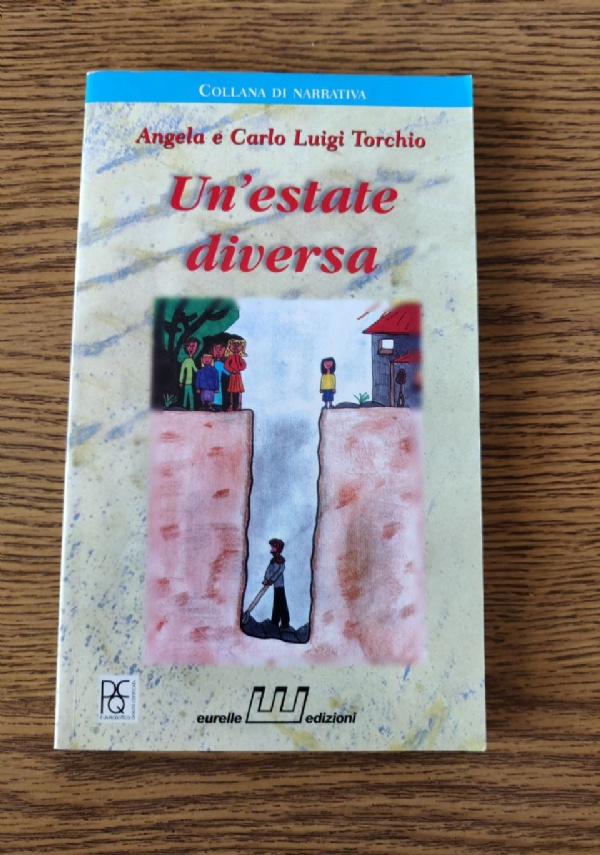 COLLANA DI NARRATIVA
Angela e Carlo Luigi Torchio
Un'estate
diversa
eurelle edizioni